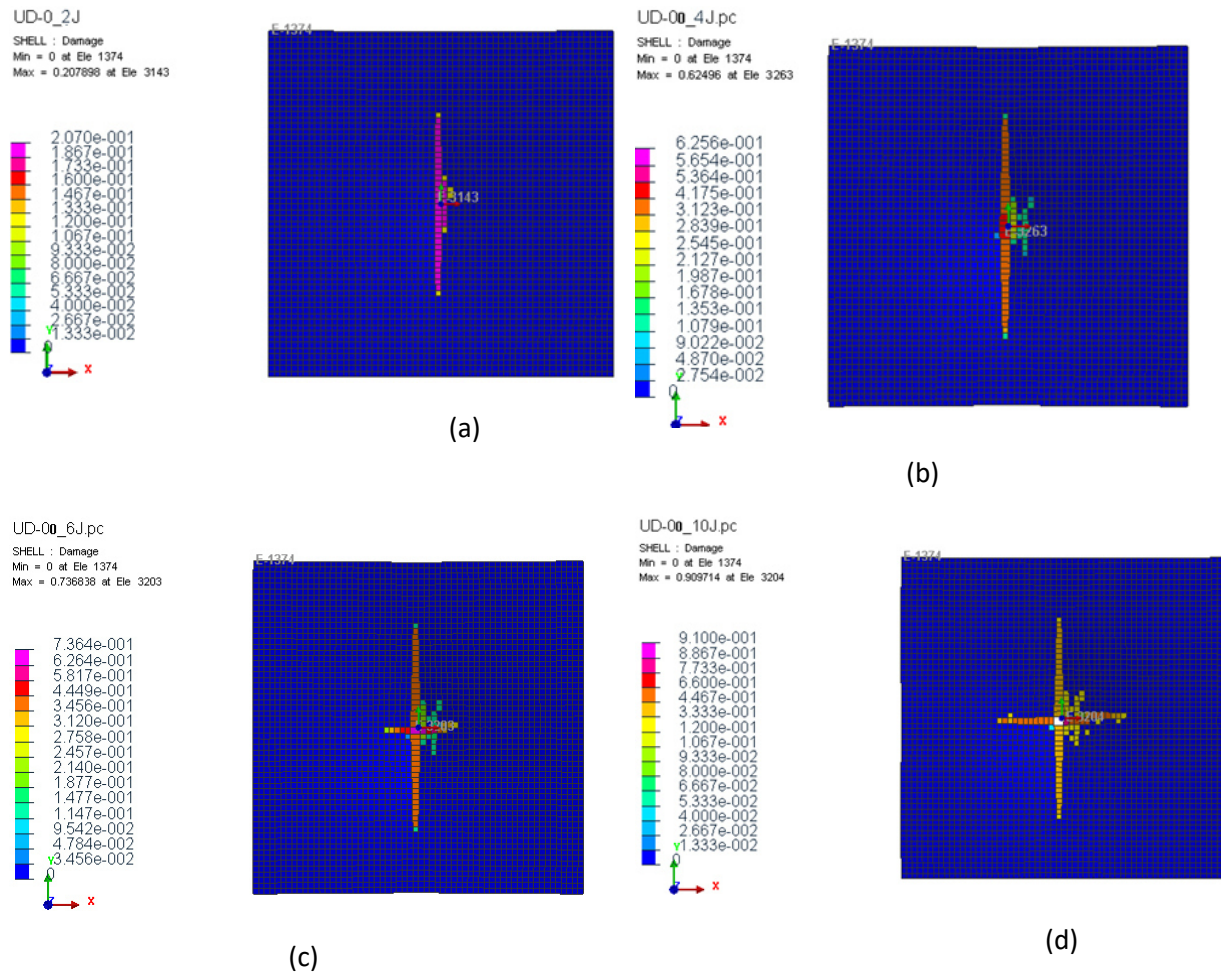 UD-0_2J
SHELL : Damage
Min = 0 at Ele 1374
Max = 0.207898 at Ele 3143
2.070e-001
1.867e-001
1.733e-001
1.600e-001
1.467e-001
1.333e-001
1.200e-001
1.067e-001
9.333e-002
8.000e-002
6.667e-002
5.333e-002
4.000e-002
2.667e-002
1.333e-002
0
Y
Z
X
E-1374
E-3143
(a)
UD-00_4J.pc
SHELL : Damage
Min = 0 at Ele 1374
Max = 0.62496 at Ele 3263
6.256e-001
5.654e-001
5.364e-001
4.175e-001
3.123e-001
2.839e-001
2.545e-001
2.127e-001
1.987e-001
1.678e-001
1.353e-001
1.079e-001
9.022e-002
4.870e-002
2.754e-002
0
Y
Z
X
E-1374
E-3263
(b)
UD-00_6J.pc
SHELL : Damage
Min = 0 at Ele 1374
Max = 0.736838 at Ele 3203
7.364e-001
6.264e-001
5.817e-001
4.449e-001
3.456e-001
3.120e-001
2.758e-001
2.457e-001
2.140e-001
1.877e-001
1.477e-001
1.147e-001
9.542e-002
4.784e-002
3.456e-002
0
Y
Z
X
E-1374
3203
(c)
UD-00_10J.pc
SHELL : Damage
Min = 0 at Ele 1374
Max = 0.909714 at Ele 3204
9.100e-001
8.867e-001
7.733e-001
6.600e-001
4.467e-001
3.333e-001
1.200e-001
1.067e-001
9.333e-002
8.000e-002
6.667e-002
5.333e-002
4.000e-002
2.667e-002
1.333e-002
0
Y
Z
X
E-1374
3204
(d)